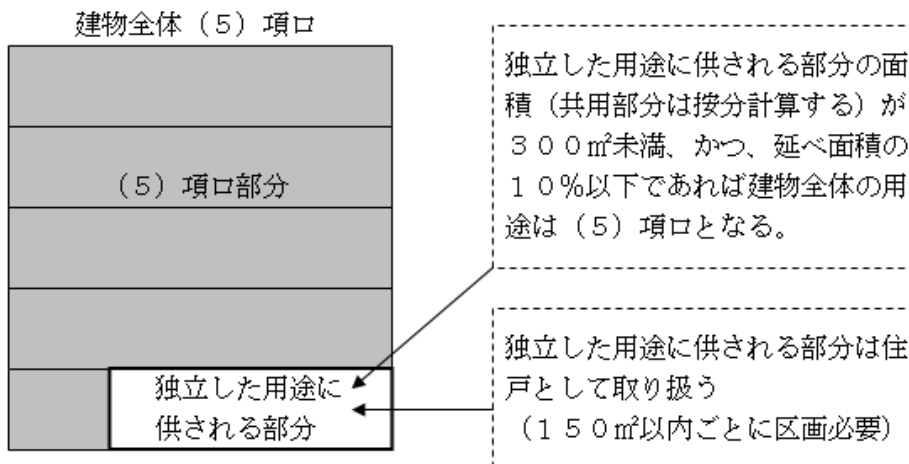 建物全体（５）項ロ
（５）項ロ部分
独立した用途に
供される部分
独立した用途に供される部分の面
積（共用部分は按分計算する）が
３００㎡未満、かつ、延べ面積の
１０％以下であれば建物全体の用
途は（５）項ロとなる。
独立した用途に供される部分は住
戸として取り扱う
（１５０㎡以内ごとに区画必要）